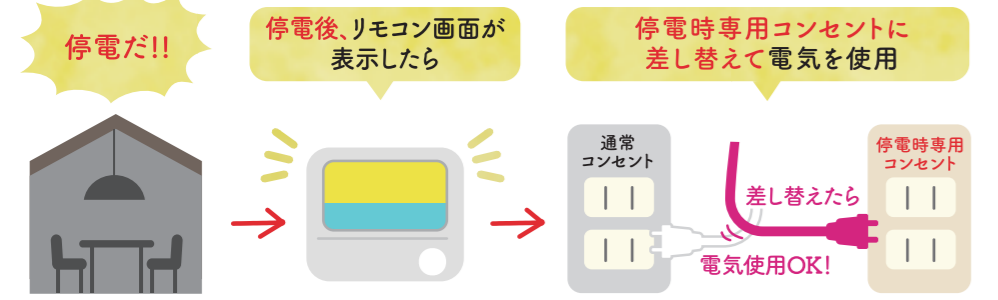 停電だ!!
停電後、リモコン画面が
表示したら
停電時専用コンセントに
差し替えて電気を使用
通常
コンセント
停電時専用
コンセント
差し替えたら
電気使用OK!